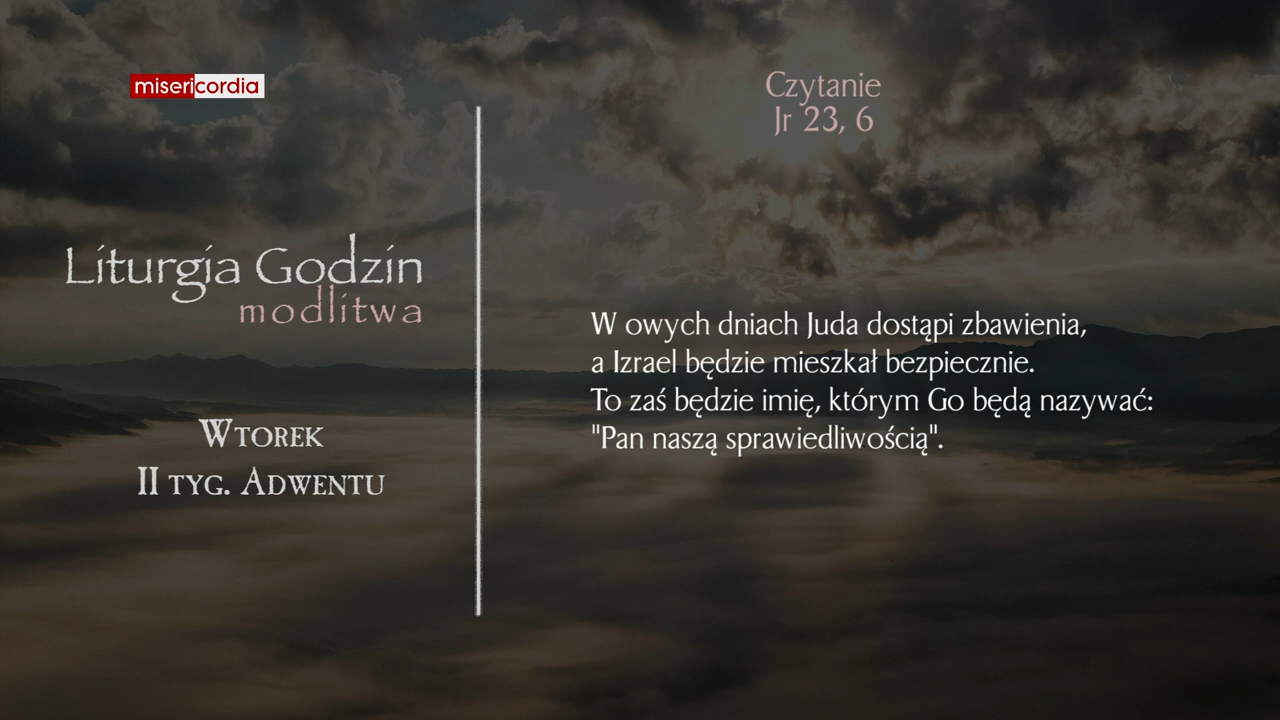 misericordia
Liturgia Godzin
modlitwa
Wtorek
II tyg. Adwentu
Czytanie
Jr 23, 6
W owych dniach Juda dostąpi zbawienia,
a Izrael będzie mieszkał bezpiecznie.
To zaś będzie imię, którym Go będą nazywać:
"Pan naszą sprawiedliwością".